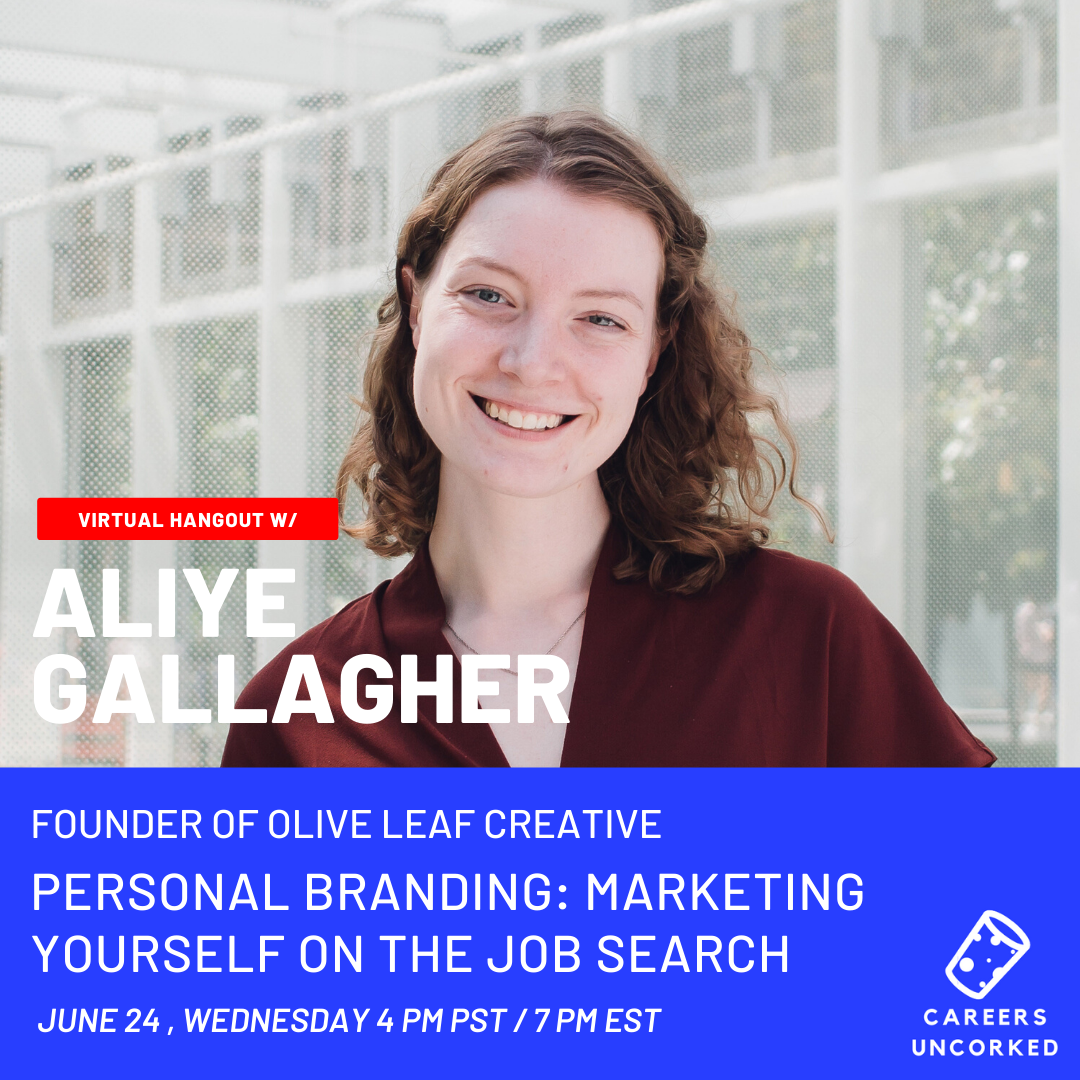 VIRTUAL HANGOUT W/
ALIYE
GALLAGHER
FOUNDER OF OLIVE LEAF CREATIVE
PERSONAL BRANDING: MARKETING
YOURSELF ON THE JOB SEARCH
JUNE 24 , WEDNESDAY 4 PM PST / 7 PM EST
CAREERS
UNCORKED